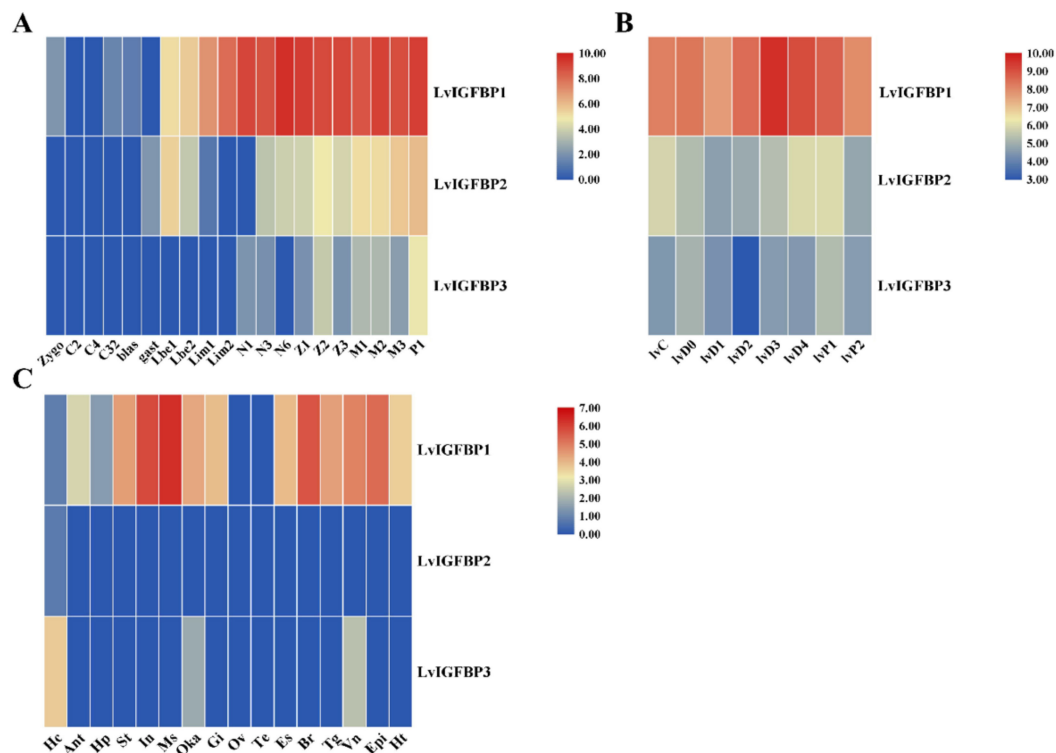 A
10.00
8.00
6.00
4.00
2.00
0.00
LvIGFBP1
LvIGFBP2
LvIGFBP3
Zygo C2 C4 C32 blas gast Lbe1 Lbe2 Lim1 Lim2 N1 N3 N6 Z1 Z2 Z3 M1 M2 M3 P1
B
10.00
9.00
8.00
7.00
6.00
5.00
4.00
3.00
LvIGFBP1
LvIGFBP2
LvIGFBP3
lvC lvD0 lvD1 lvD2 lvD3 lvD4 lvP1 lvP2
C
7.00
6.00
5.00
4.00
3.00
2.00
1.00
0.00
LvIGFBP1
LvIGFBP2
LvIGFBP3
Hc Ant Hp St In Ms Oka Gi Ov Te Es Br Tg Vn Epi Ht